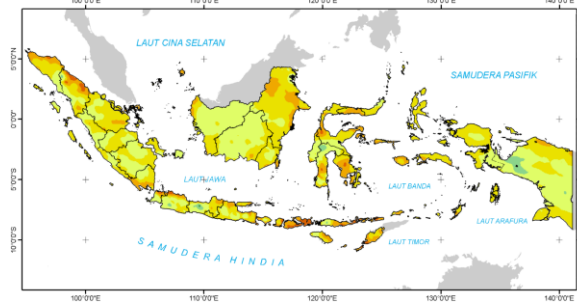 100°0'0"E 110°0'0"E 120°0'0"E 130°0'0"E 140°0'0"E
LAUT CINA SELATAN
SAMUDERA PASIFIK
5°0'0"N
0°0'0"
5°0'0"S
10°0'0"S
LAUT JAWA
LAUT BANDA
LAUT ARAFURA
LAUT TIMOR
SAMUDERA HINDIA
100°0'0"E 110°0'0"E 120°0'0"E 130°0'0"E 140°0'0"E